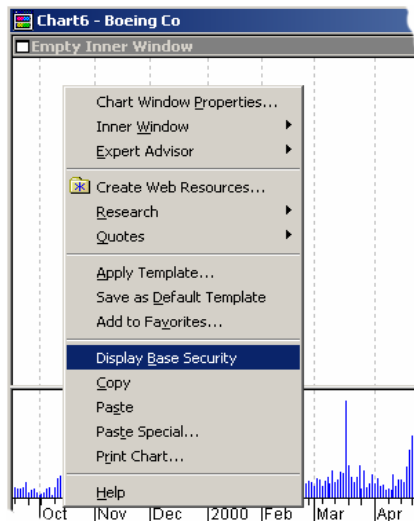 Chart6 - Boeing Co
Empty Inner Window
Chart Window Properties...
Inner Window
Expert Advisor
Create Web Resources...
Research
Quotes
Apply Template...
Save as Default Template
Add to Favorites...
Display Base Security
Copy
Paste
Paste Special...
Print Chart...
Help
Oct Nov Dec 2000 Feb Mar Apr